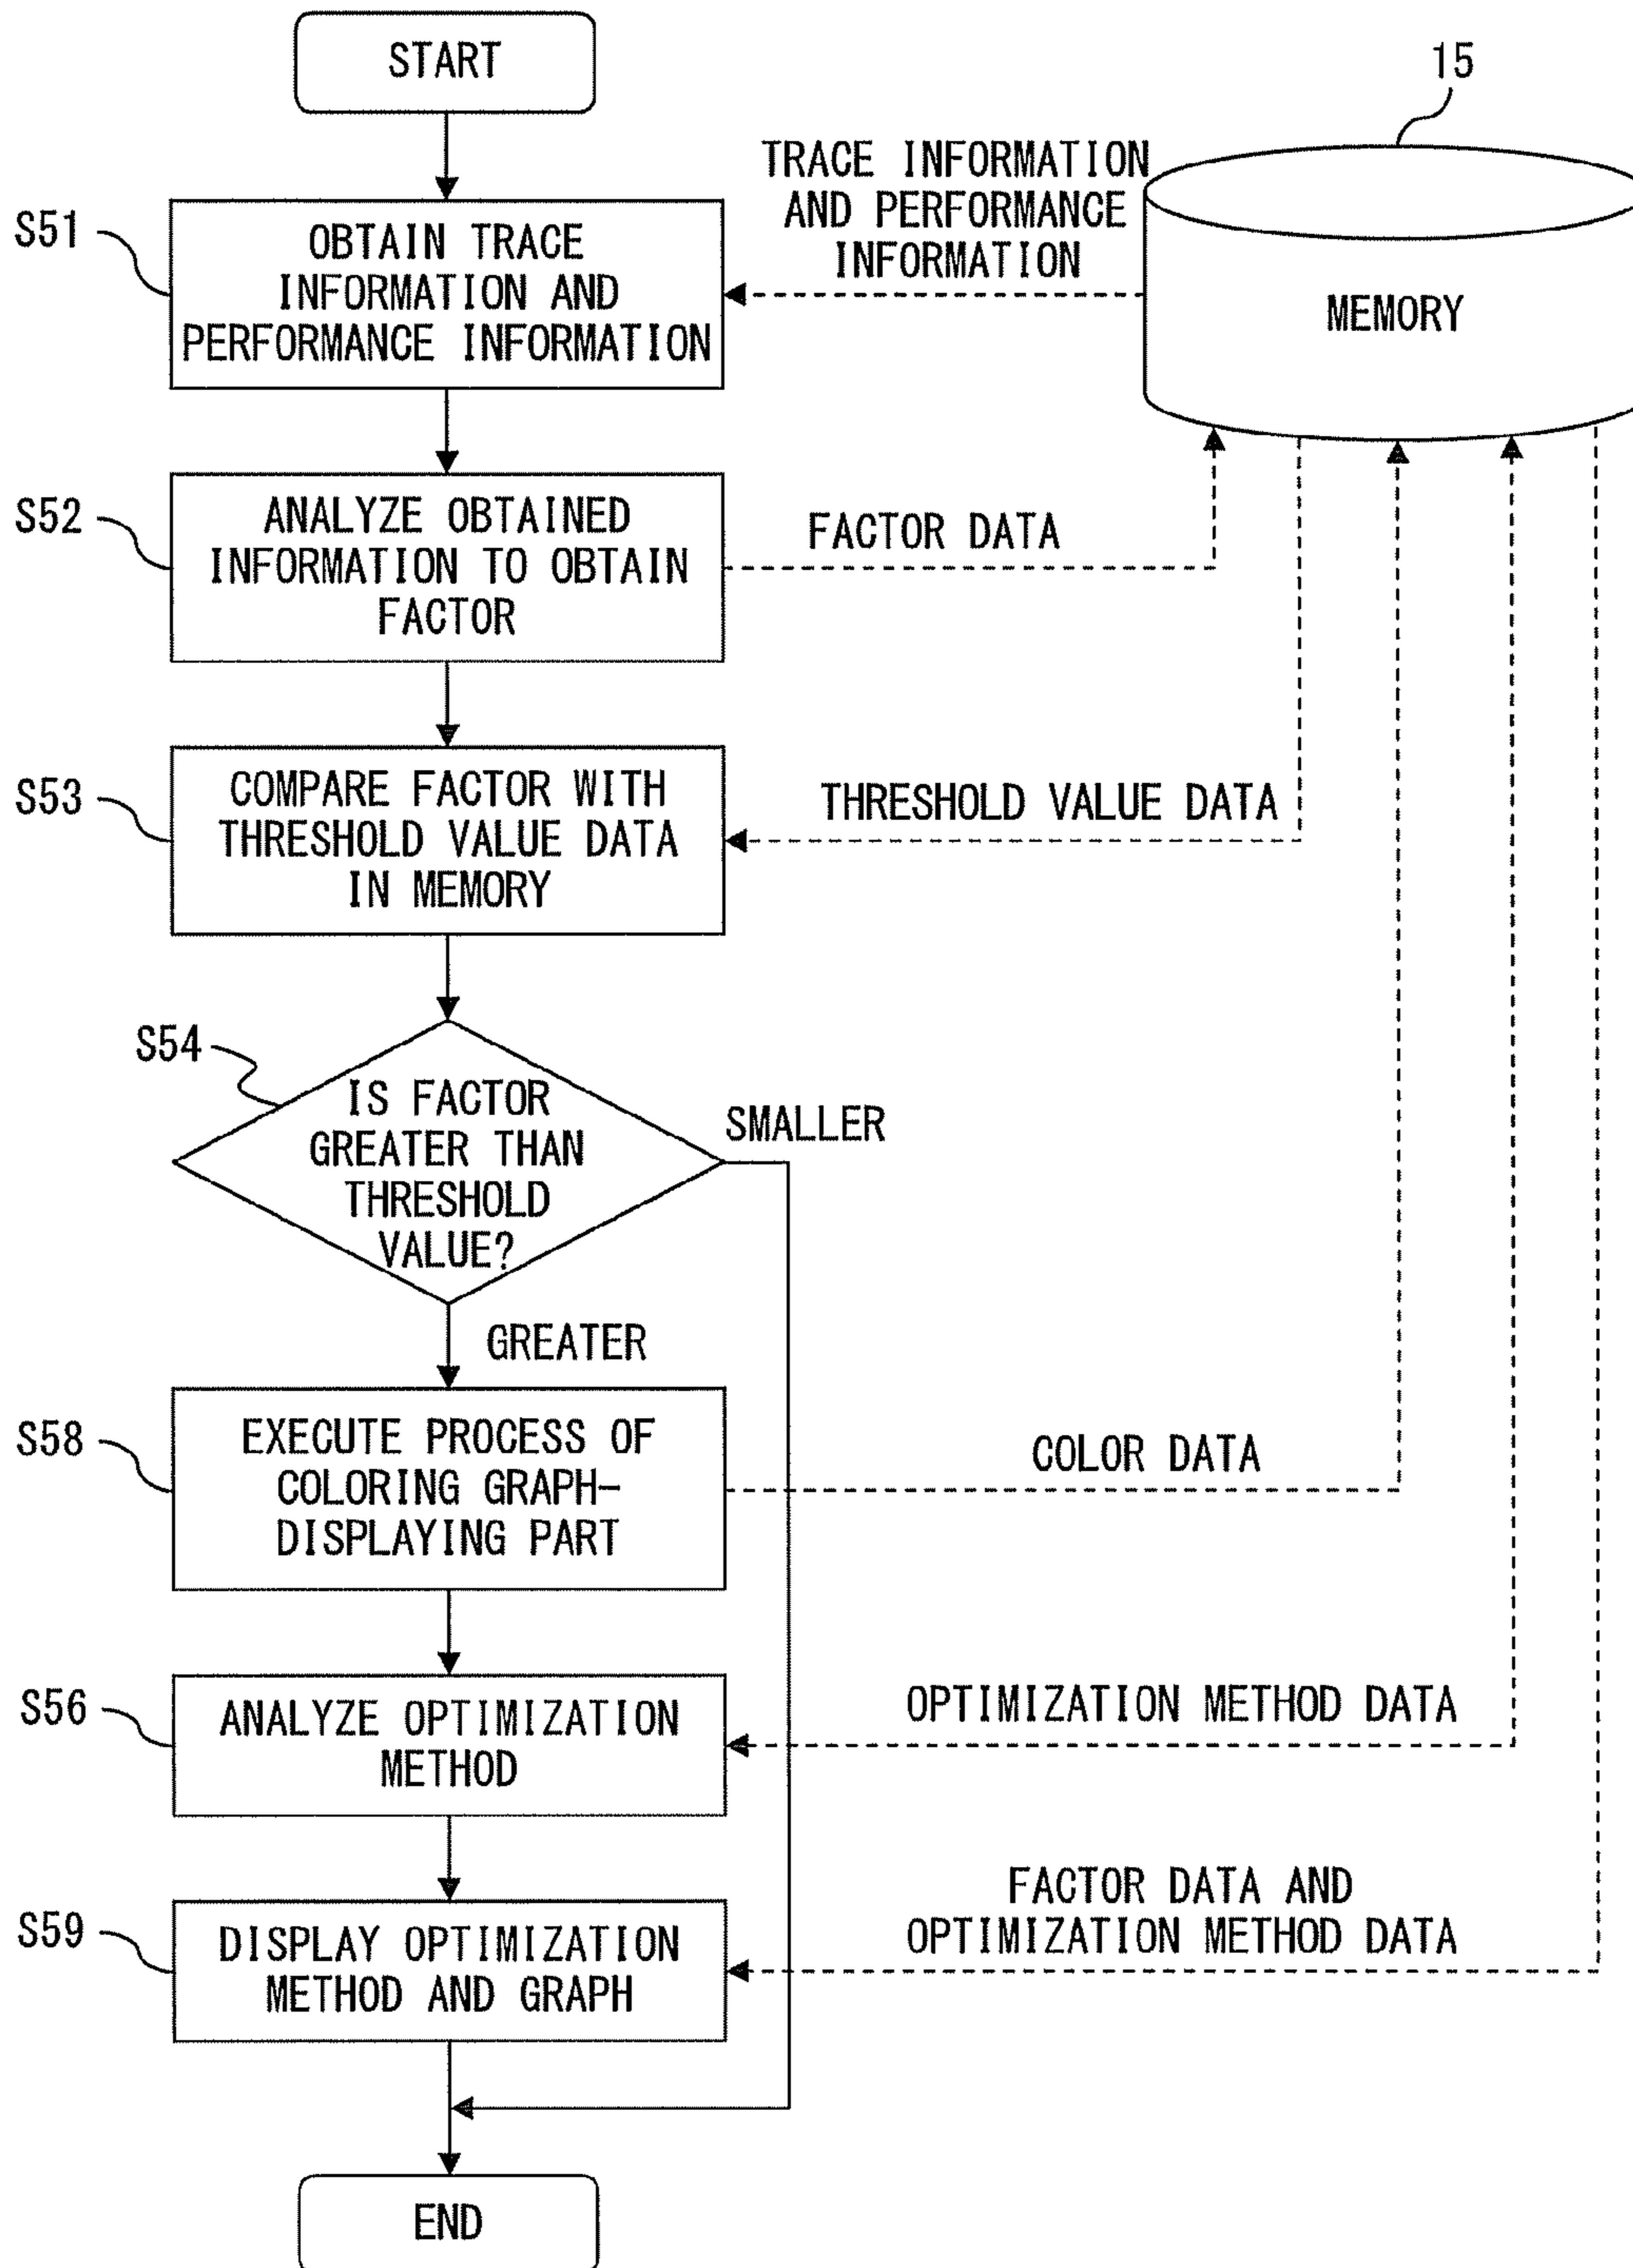 START
15
TRACE INFORMATION
AND PERFORMANCE
INFORMATION
MEMORY
S51
OBTAIN TRACE
INFORMATION AND
PERFORMANCE INFORMATION
S52
ANALYZE OBTAINED
INFORMATION TO OBTAIN
FACTOR
FACTOR DATA
S53
COMPARE FACTOR WITH
THRESHOLD VALUE DATA
IN MEMORY
THRESHOLD VALUE DATA
S54
IS FACTOR
GREATER THAN
THRESHOLD
VALUE?
SMALLER
GREATER
S58
EXECUTE PROCESS OF
COLORING GRAPH-
DISPLAYING PART
COLOR DATA
S56
ANALYZE OPTIMIZATION
METHOD
OPTIMIZATION METHOD DATA
S59
DISPLAY OPTIMIZATION
METHOD AND GRAPH
FACTOR DATA AND
OPTIMIZATION METHOD DATA
END